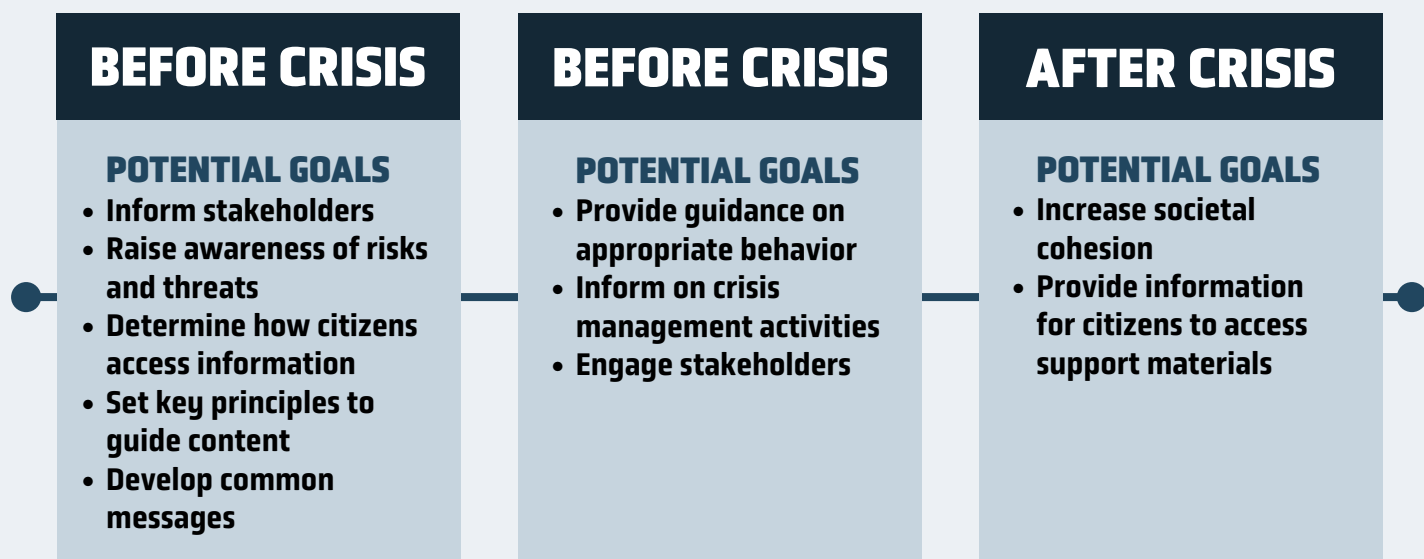 BEFORE CRISIS
POTENTIAL GOALS
• Inform stakeholders
• Raise awareness of risks
and threats
• Determine how citizens
access information
• Set key principles to
guide content
• Develop common
messages
BEFORE CRISIS
POTENTIAL GOALS
• Provide guidance on
appropriate behavior
• Inform on crisis
management activities
• Engage stakeholders
AFTER CRISIS
POTENTIAL GOALS
• Increase societal
cohesion
• Provide information
for citizens to access
support materials